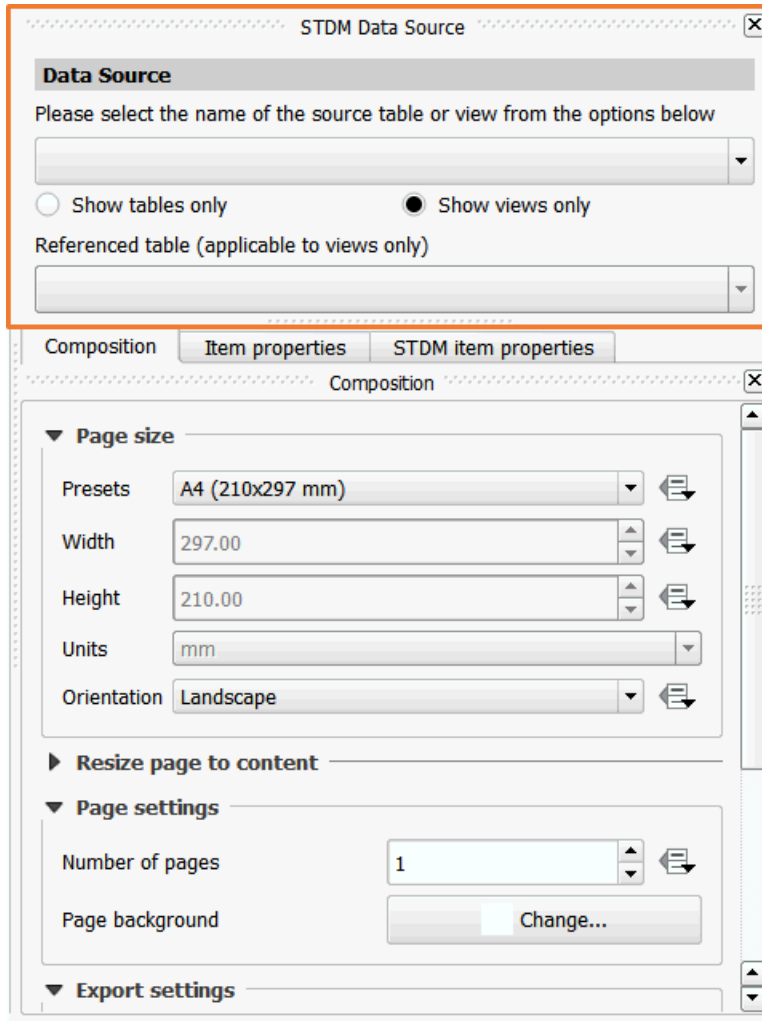 STDM Data Source
Data Source
Please select the name of the source table or view from the options below
Show tables only Show views only
Referenced table (applicable to views only)
Composition Item properties STDM item properties
Composition
Page size
Presets A4 (210x297 mm)
Width 297.00
Height 210.00
Units mm
Orientation Landscape
Resize page to content
Page settings
Number of pages 1
Page background Change...
Export settings